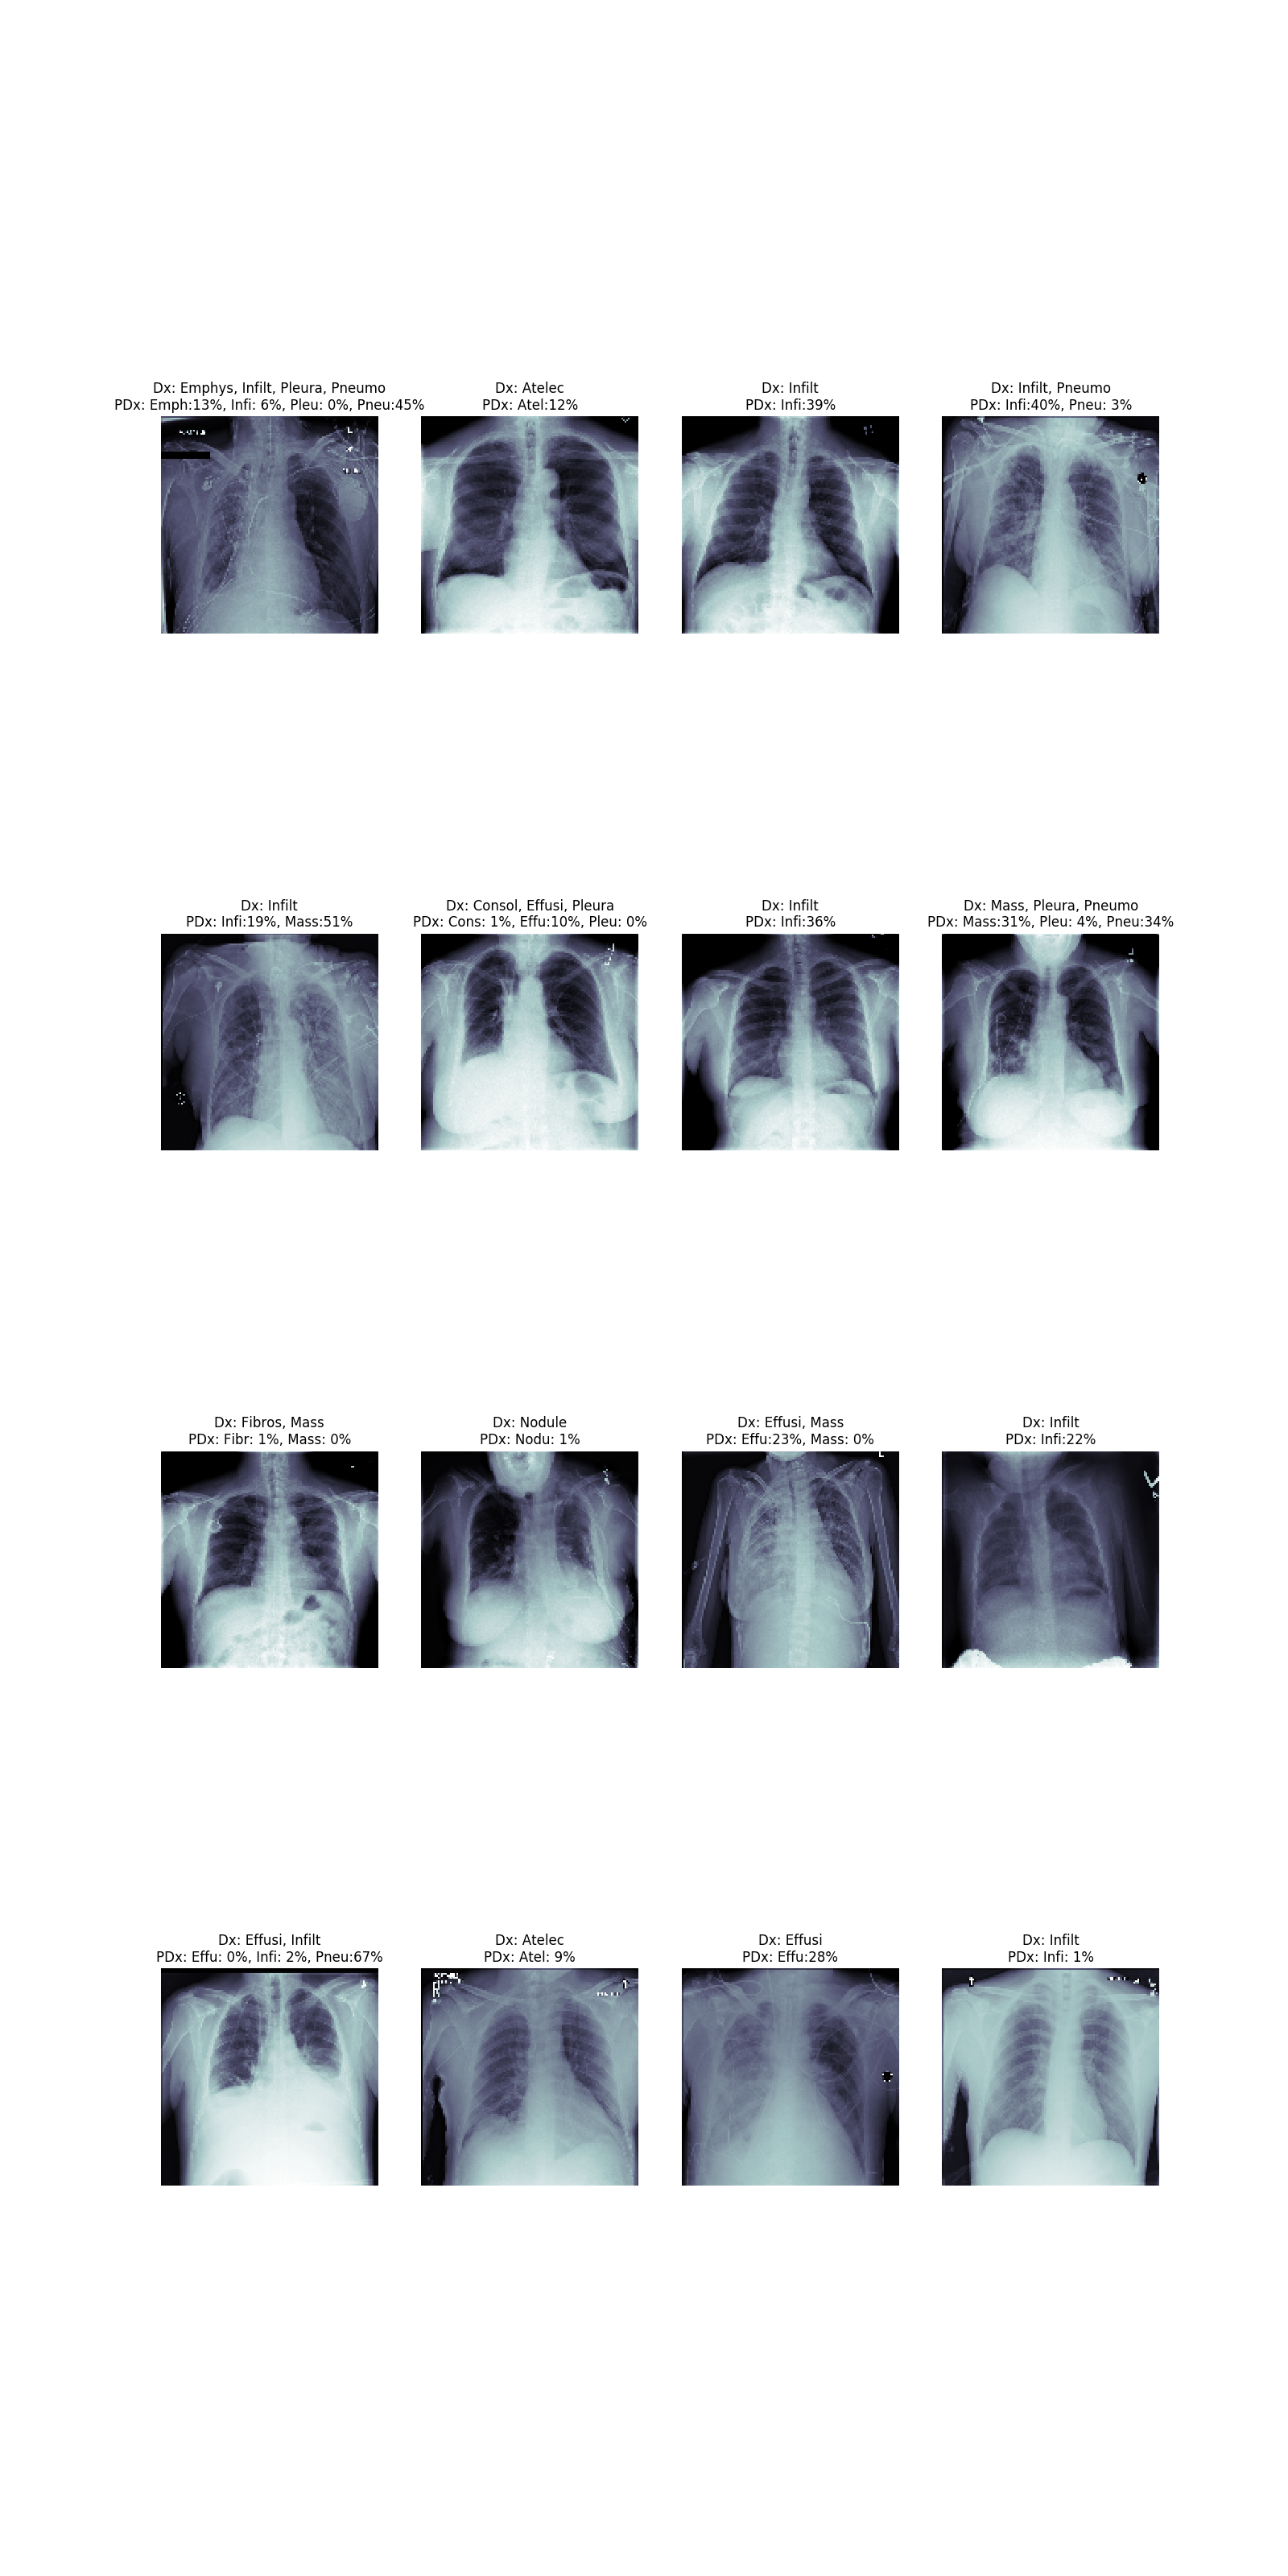 Dx: Emphys, Infilt, Pleura, Pneumo
PDx: Emph:13%, Infi: 6%, Pleu: 0%, Pneu:45%
Dx: Atelec
PDx: Atel:12%
Dx: Infilt
PDx: Infi:39%
Dx: Infilt, Pneumo
PDx: Infi:40%, Pneu: 3%
L
Dx: Infilt
PDx: Infi:19%, Mass:51%
Dx: Consol, Effusi, Pleura
PDx: Cons: 1%, Effu:10%, Pleu: 0%
Dx: Infilt
PDx: Infi:36%
Dx: Mass, Pleura, Pneumo
PDx: Mass:31%, Pleu: 4%, Pneu:34%
Dx: Fibros, Mass
PDx: Fibr: 1%, Mass: 0%
Dx: Nodule
PDx: Nodu: 1%
Dx: Effusi, Mass
PDx: Effu:23%, Mass: 0%
Dx: Infilt
PDx: Infi:22%
L
Dx: Effusi, Infilt
PDx: Effu: 0%, Infi: 2%, Pneu:67%
Dx: Atelec
PDx: Atel: 9%
Dx: Effusi
PDx: Effu:28%
Dx: Infilt
PDx: Infi: 1%